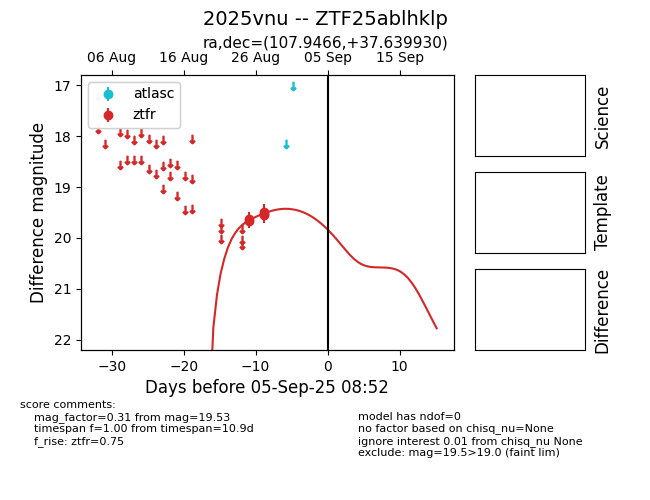 2025vnu -- ZTF25ablhklp
ra,dec=(107.9466,+37.639930)
06 Aug 16 Aug 26 Aug 05 Sep 15 Sep
atlasc
ztfr
17
18
19
20
21
22
Difference magnitude
−30 −20 −10 0 10
Days before 05-Sep-25 08:52
Science
Template
Difference
score comments:
mag_factor=0.31 from mag=19.53
timespan f=1.00 from timespan=10.9d
f_rise: ztfr=0.75
model has ndof=0
no factor based on chisq_nu=None
ignore interest 0.01 from chisq_nu None
exclude: mag=19.5>19.0 (faint lim)